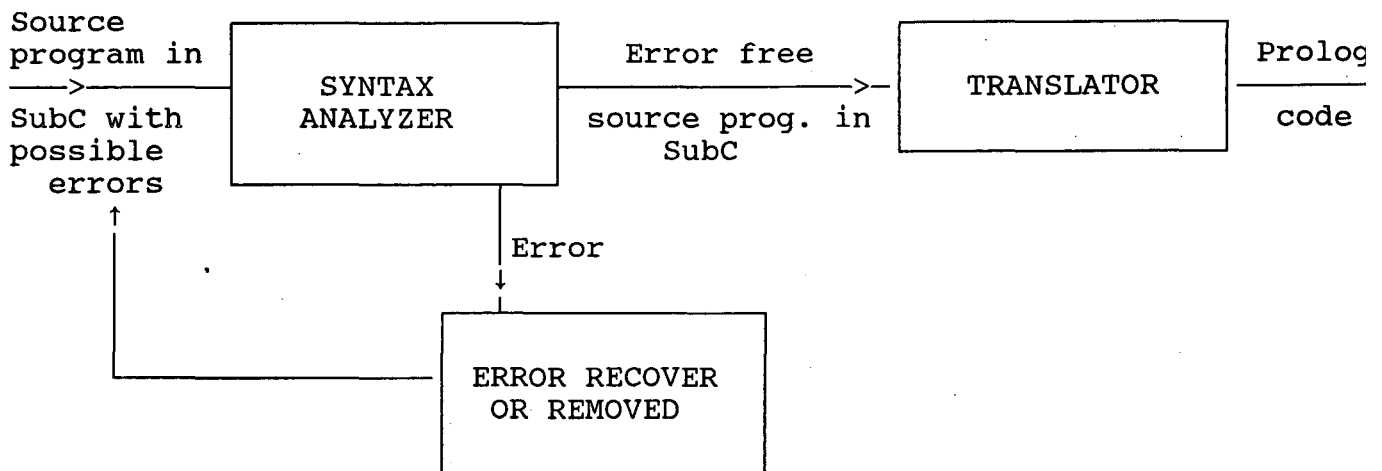 Source
program in
SubC with
possible
errors
SYNTAX
ANALYZER
Error free
source prog. in
SubC
TRANSLATOR
Prolog
code
Error
ERROR RECOVER
OR REMOVED